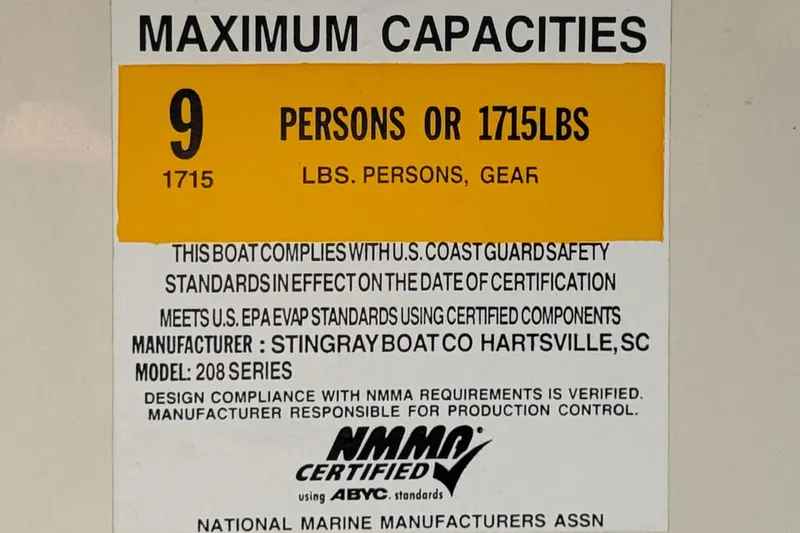 MAXIMUM CAPACITIES
9 PERSONS OR 1715LBS
1715 LBS. PERSONS, GEAR
THIS BOAT COMPLIES WITH U.S. COAST GUARD SAFETY
STANDARDS IN EFFECT ON THE DATE OF CERTIFICATION
MEETS U.S. EPA EVAP STANDARDS USING CERTIFIED COMPONENTS
MANUFACTURER : STINGRAY BOAT CO HARTSVILLE, SC
MODEL: 208 SERIES
DESIGN COMPLIANCE WITH NMMA REQUIREMENTS IS VERIFIED.
MANUFACTURER RESPONSIBLE FOR PRODUCTION CONTROL.
NMMA
CERTIFIED
using ABYC. standards
NATIONAL MARINE MANUFACTURERS ASSN